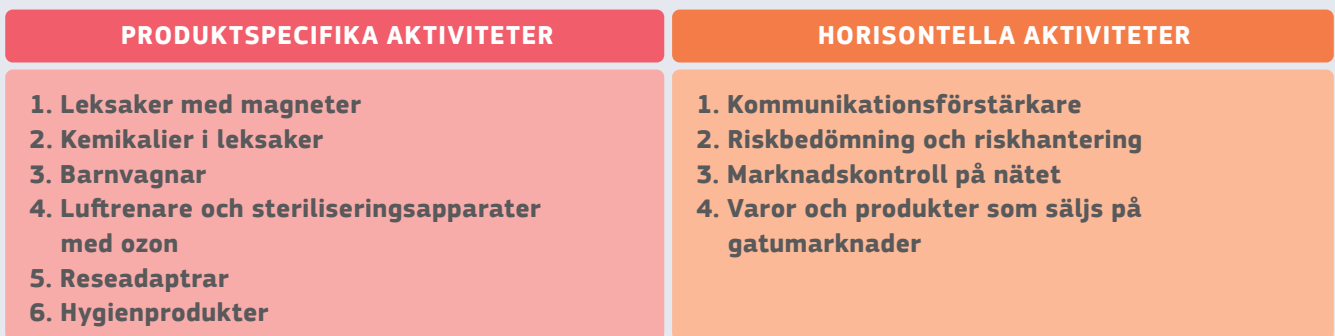 PRODUKTSPECIFIKA AKTIVITETER
1. Leksaker med magneter
2. Kemikalier i leksaker
3. Barnvagnar
4. Luftrenare och steriliseringsapparater
med ozon
5. Reseadaptrar
6. Hygienprodukter
HORISONTELLA AKTIVITETER
1. Kommunikationsförstärkare
2. Riskbedömning och riskhantering
3. Marknadskontroll på nätet
4. Varor och produkter som säljs på
gatumarknader